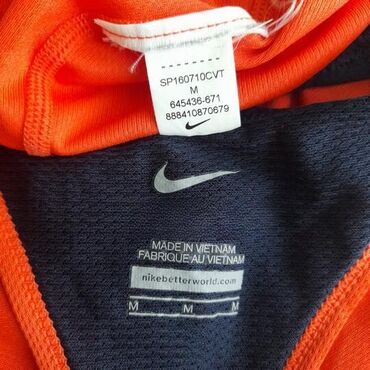 SP160710CVT
M
645436-671
888410870679
MADE IN VIETNAM
FABRIQUE AU VIETNAM
nikebetterworld.com
M M M